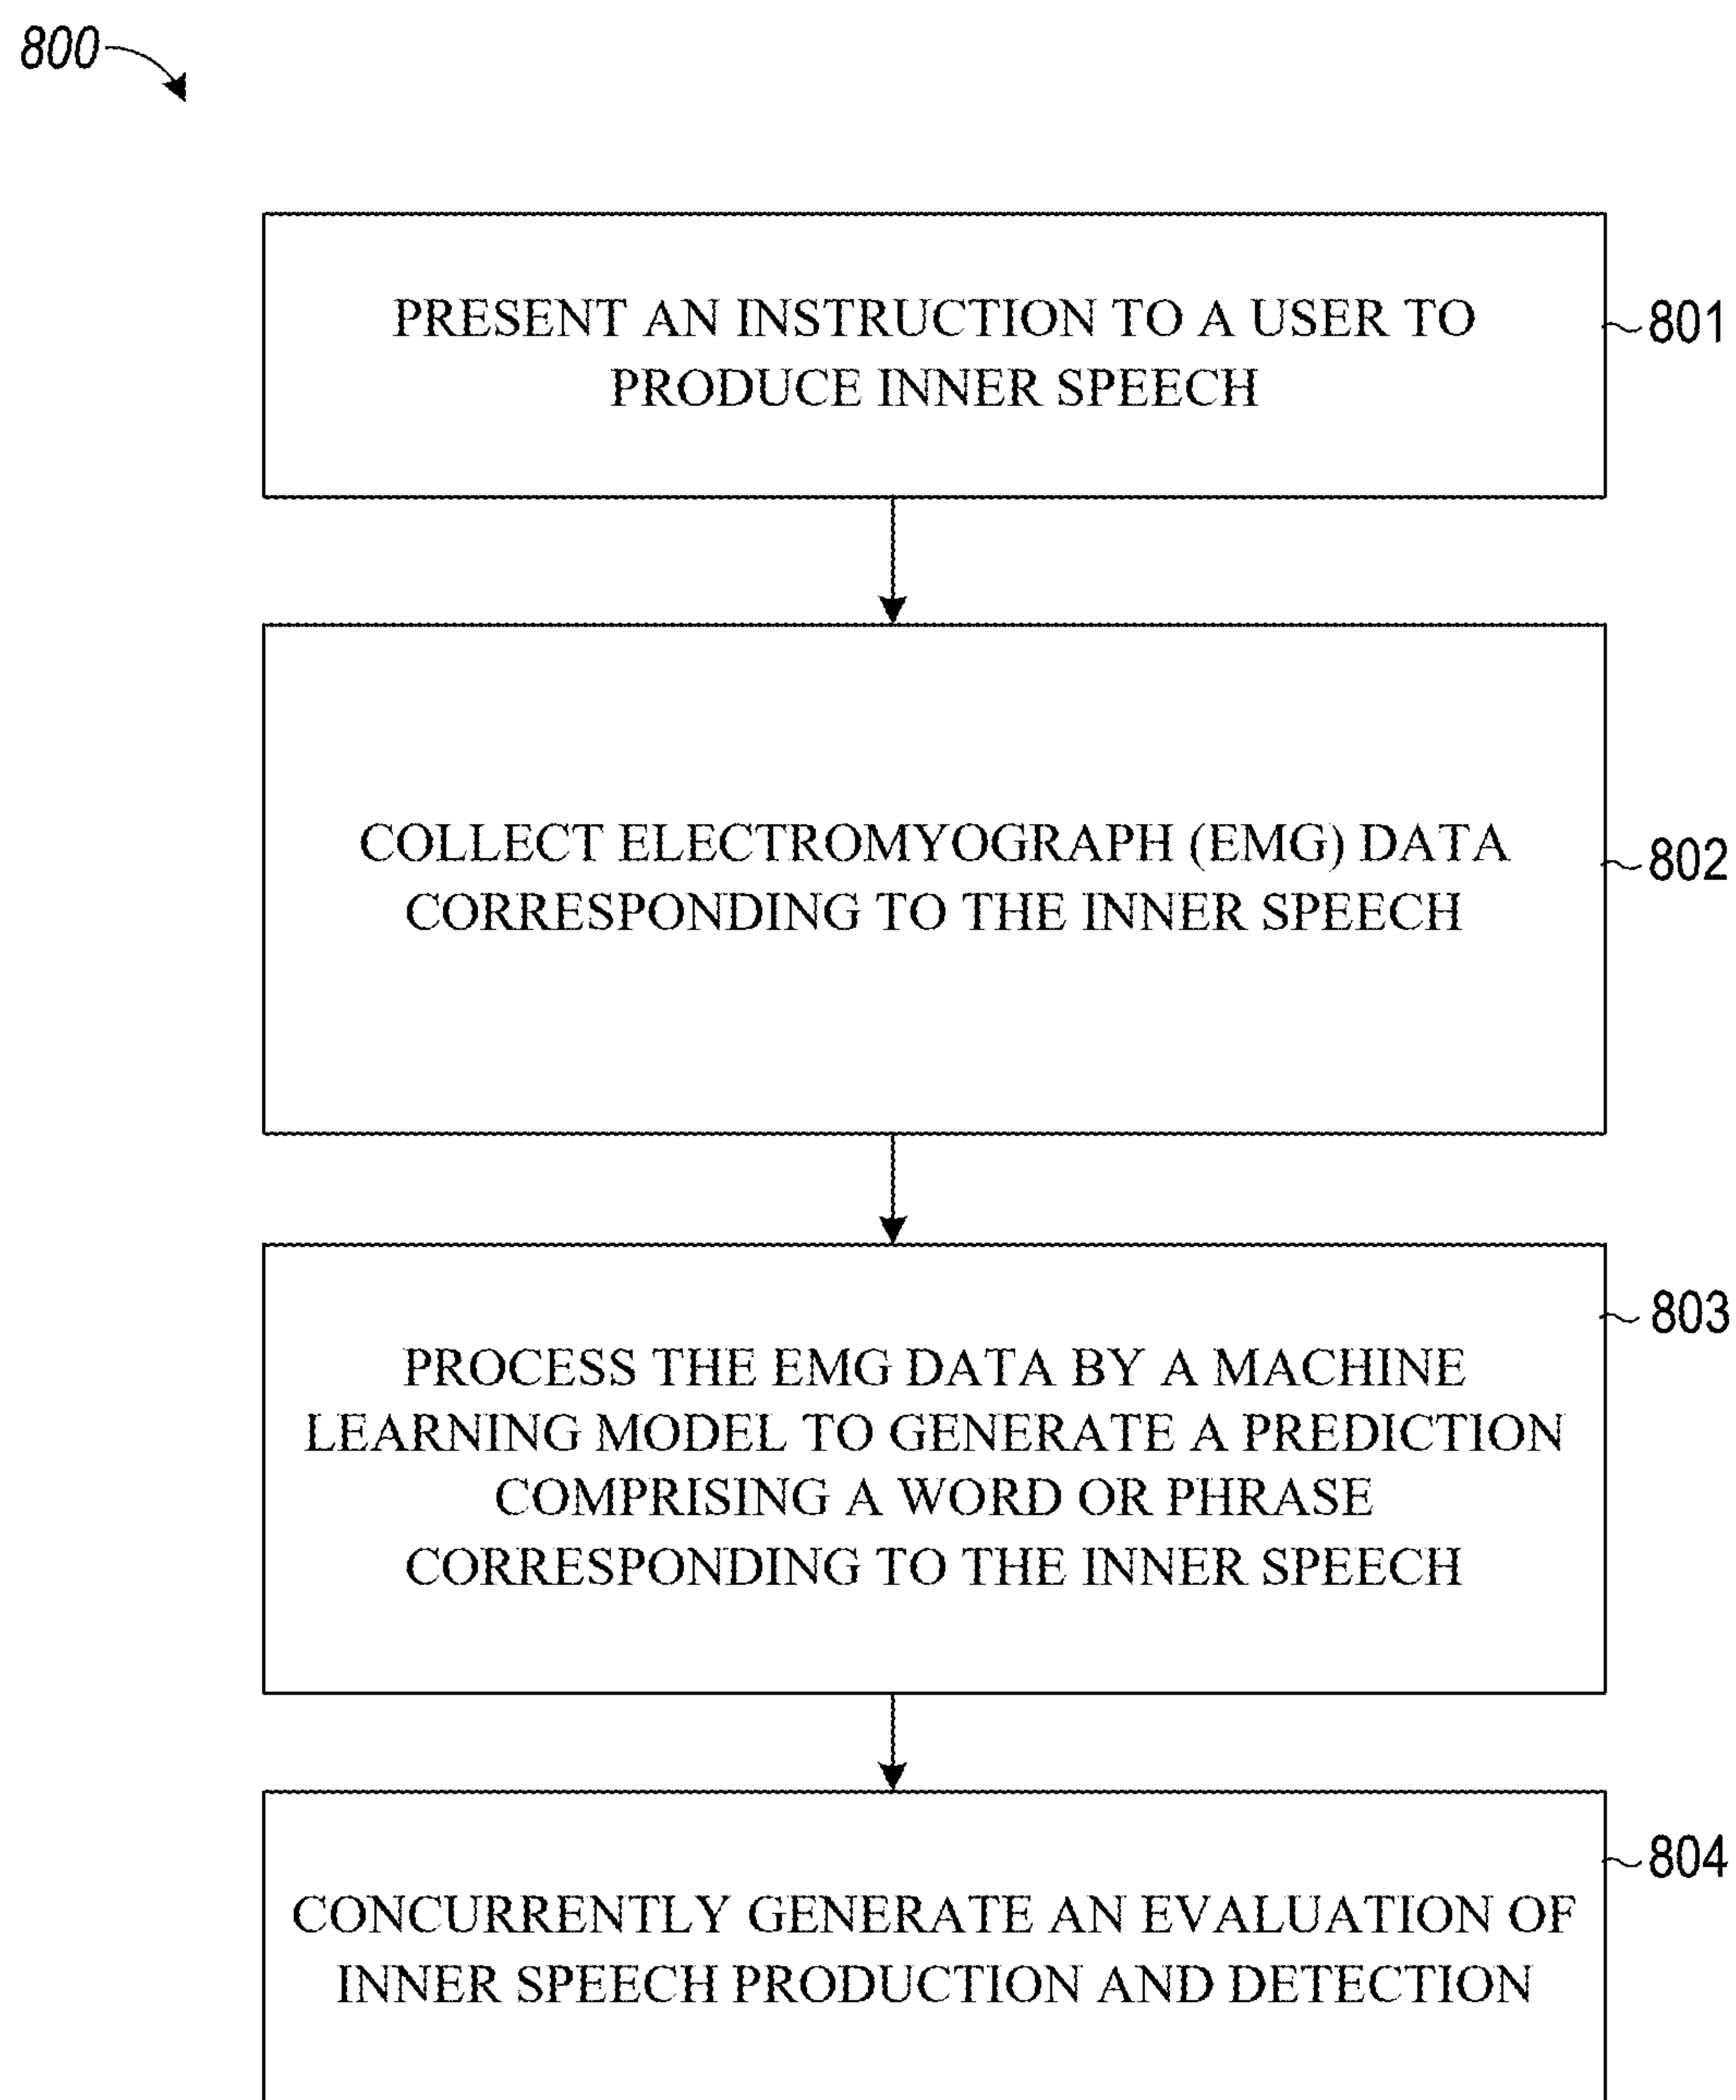 800
PRESENT AN INSTRUCTION TO A USER TO
PRODUCE INNER SPEECH
801
COLLECT ELECTROMYOGRAPH (EMG) DATA
CORRESPONDING TO THE INNER SPEECH
802
PROCESS THE EMG DATA BY A MACHINE
LEARNING MODEL TO GENERATE A PREDICTION
COMPRISING A WORD OR PHRASE
CORRESPONDING TO THE INNER SPEECH
803
CONCURRENTLY GENERATE AN EVALUATION OF
INNER SPEECH PRODUCTION AND DETECTION
804